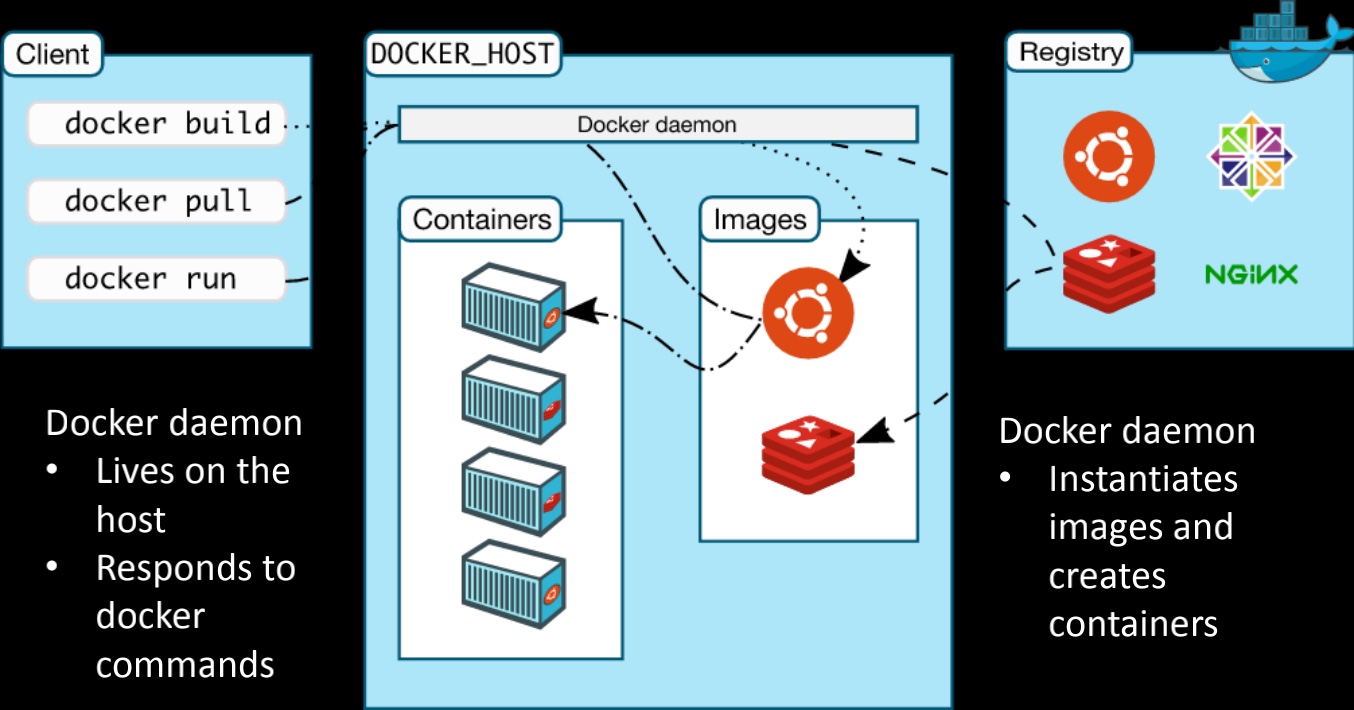 Client
docker build
docker pull
docker run
DOCKER_HOST
Docker daemon
Containers
Images
Registry
NGiNX
Docker daemon
• Lives on the
host
• Responds to
docker
commands
Docker daemon
• Instantiates
images and
creates
containers